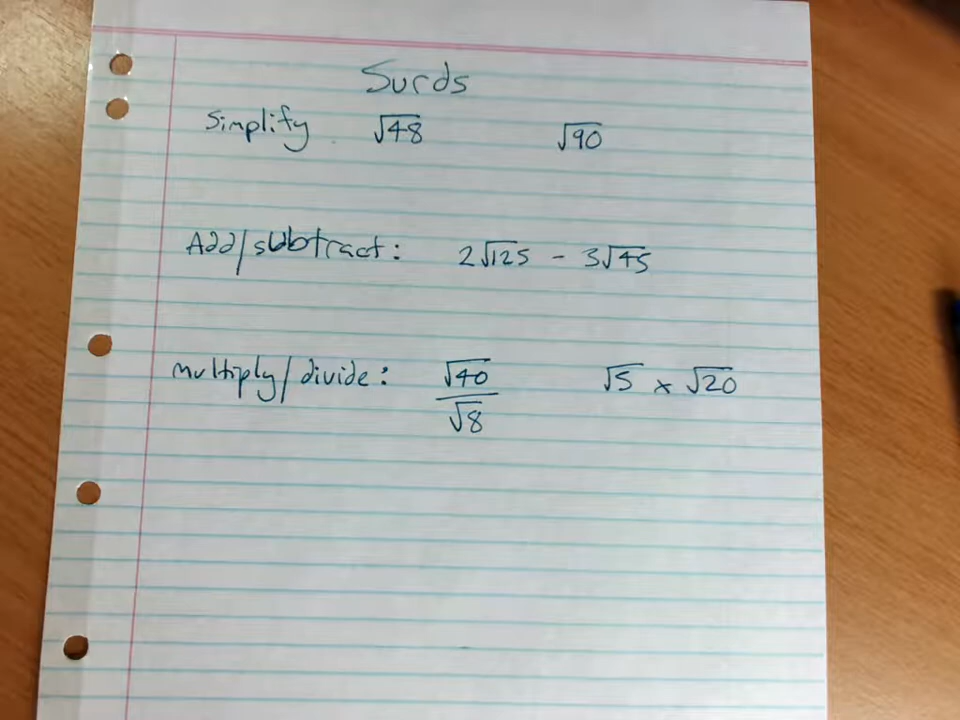 Surds
Simplify √48 √90
Add/subtract: 2√125 - 3√45
Multiply/divide: √40/√8 √5 × √20